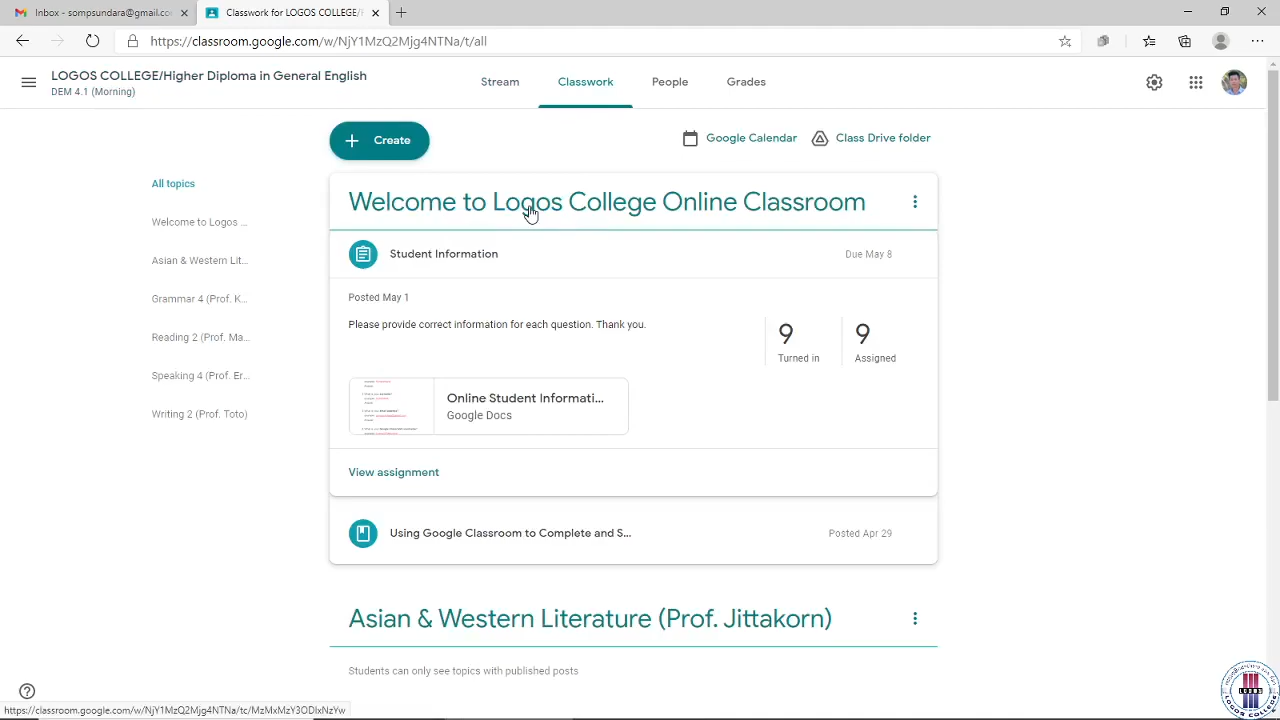 Inbox - sompsundara@gmail.com
Classwork for LOGOS COLLEGE/H
https://classroom.google.com/w/NjY1MzQ2Mjg4NTNa/t/all
LOGOS COLLEGE/Higher Diploma in General English
DEM 4.1 (Morning)
Stream
Classwork
People
Grades
Create
Google Calendar
Class Drive folder
All topics
Welcome to Logos ...
Asian & Western Lit...
Grammar 4 (Prof. K...
Reading 2 (Prof. Ma...
Speaking 4 (Prof. Er...
Writing 2 (Prof. Toto)
Welcome to Logos College Online Classroom
Student Information
Due May 8
Posted May 1
Please provide correct information for each question. Thank you.
9
Turned in
9
Assigned
Online Student Informati...
Google Docs
View assignment
Using Google Classroom to Complete and S...
Posted Apr 29
Asian & Western Literature (Prof. Jittakorn)
Students can only see topics with published posts
https://classroom.google.com/w/NjY1MzQ2Mjg4NTNa/tc/MzMxMzY3ODIxNzYw
LOGOS
LOGOS COLLEGE